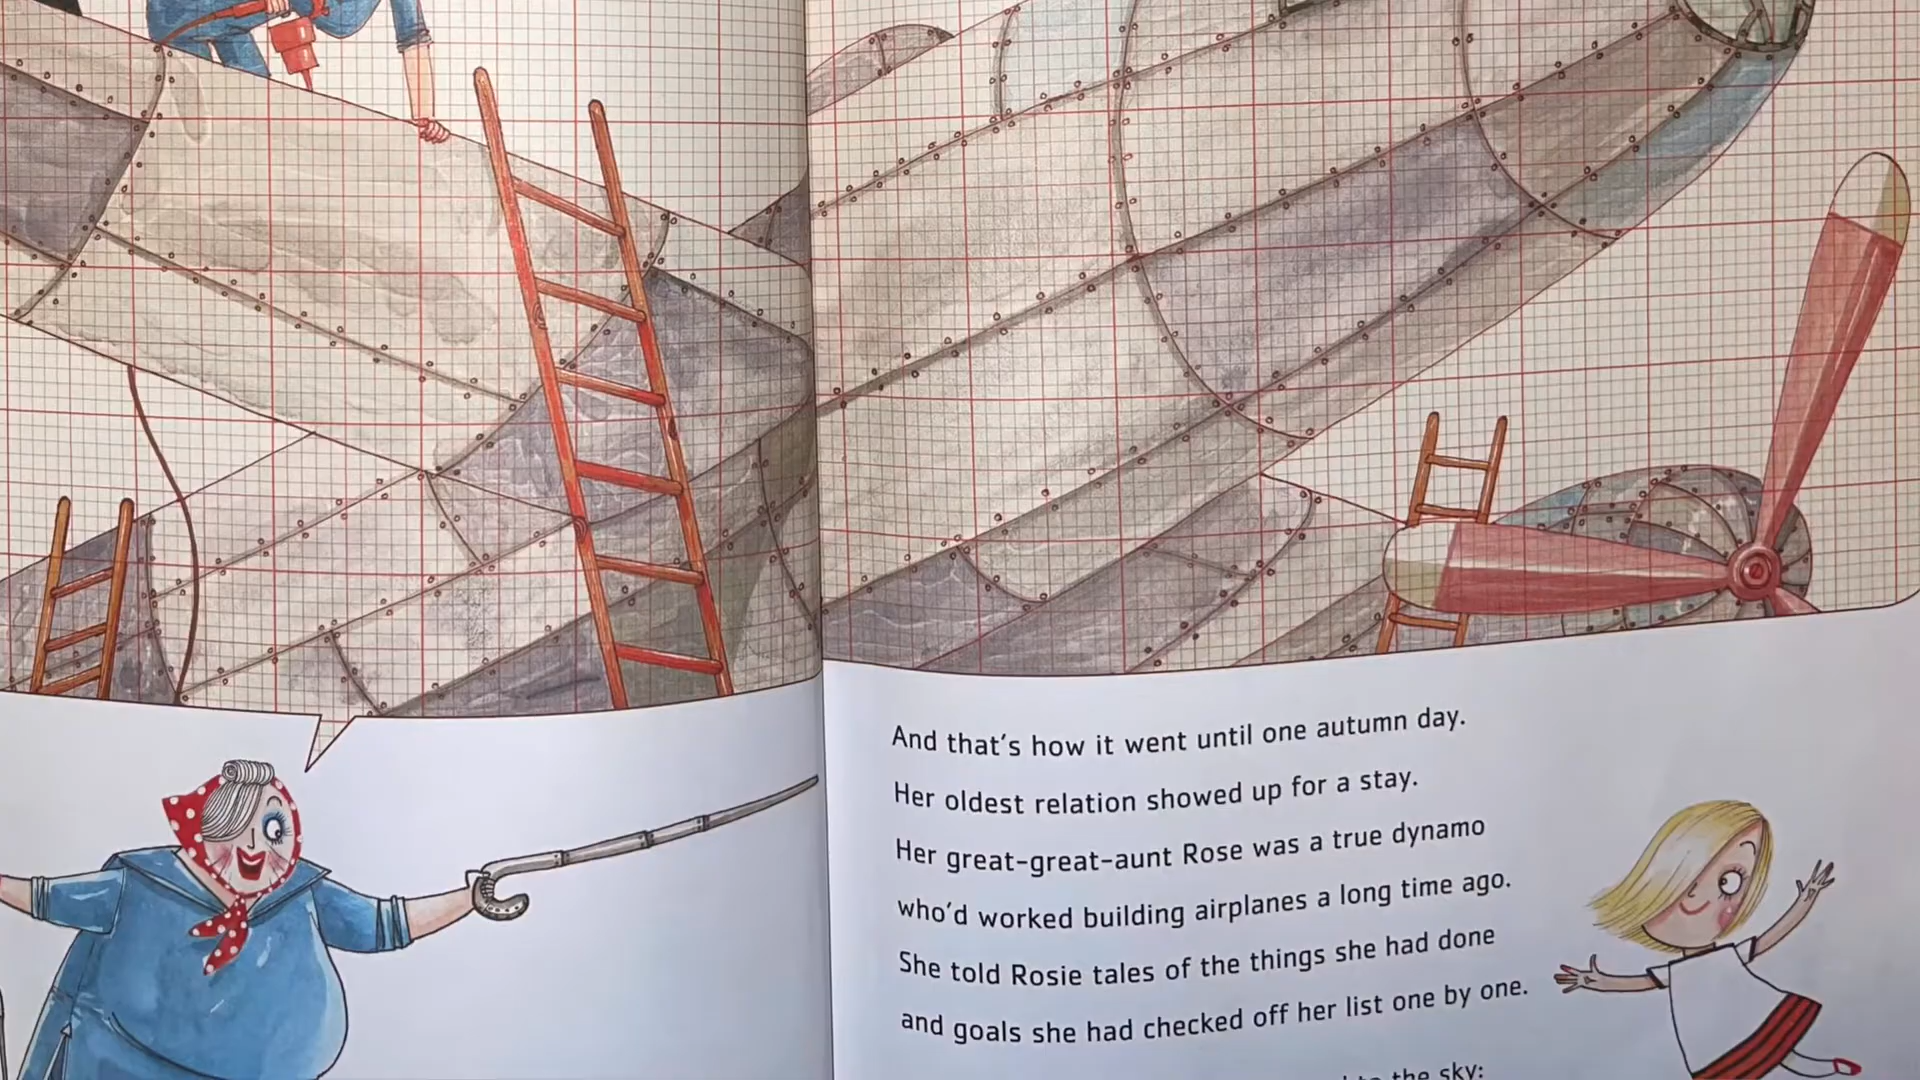 And that's how it went until one autumn day.
Her oldest relation showed up for a stay.
Her great-great-aunt Rose was a true dynamo
who'd worked building airplanes a long time ago.
She told Rosie tales of the things she had done
and goals she had checked off her list one by one.
the sky: